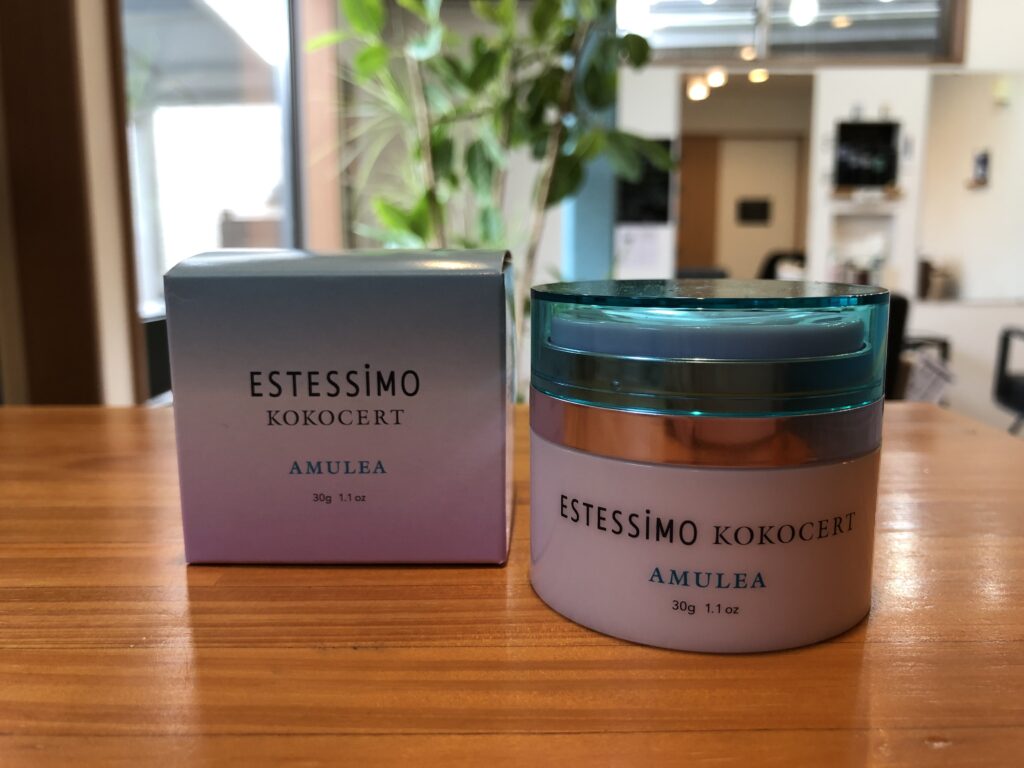 ESTESSiMO
KOKOCERT
AMULEA
30g 1.1 oz
ESTESSiMO KOKOCERT
AMULEA
30g 1.1 oz